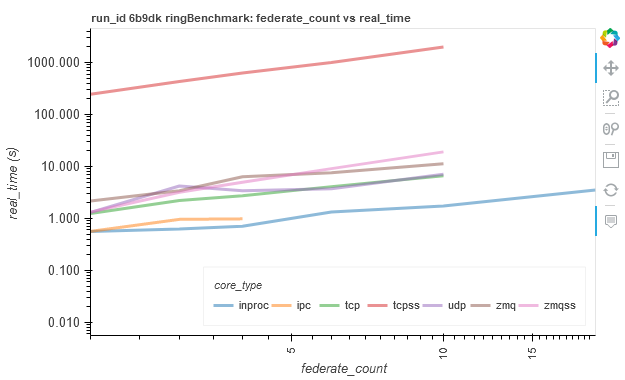 run_id 6b9dk ringBenchmark: federate_count vs real_time
1000.000
100.000
10.000
1.000
0.100
0.010
real_time (s)
core_type
inproc ipc tcp tcpss udp zmq zmqss
5 10 15
federate_count